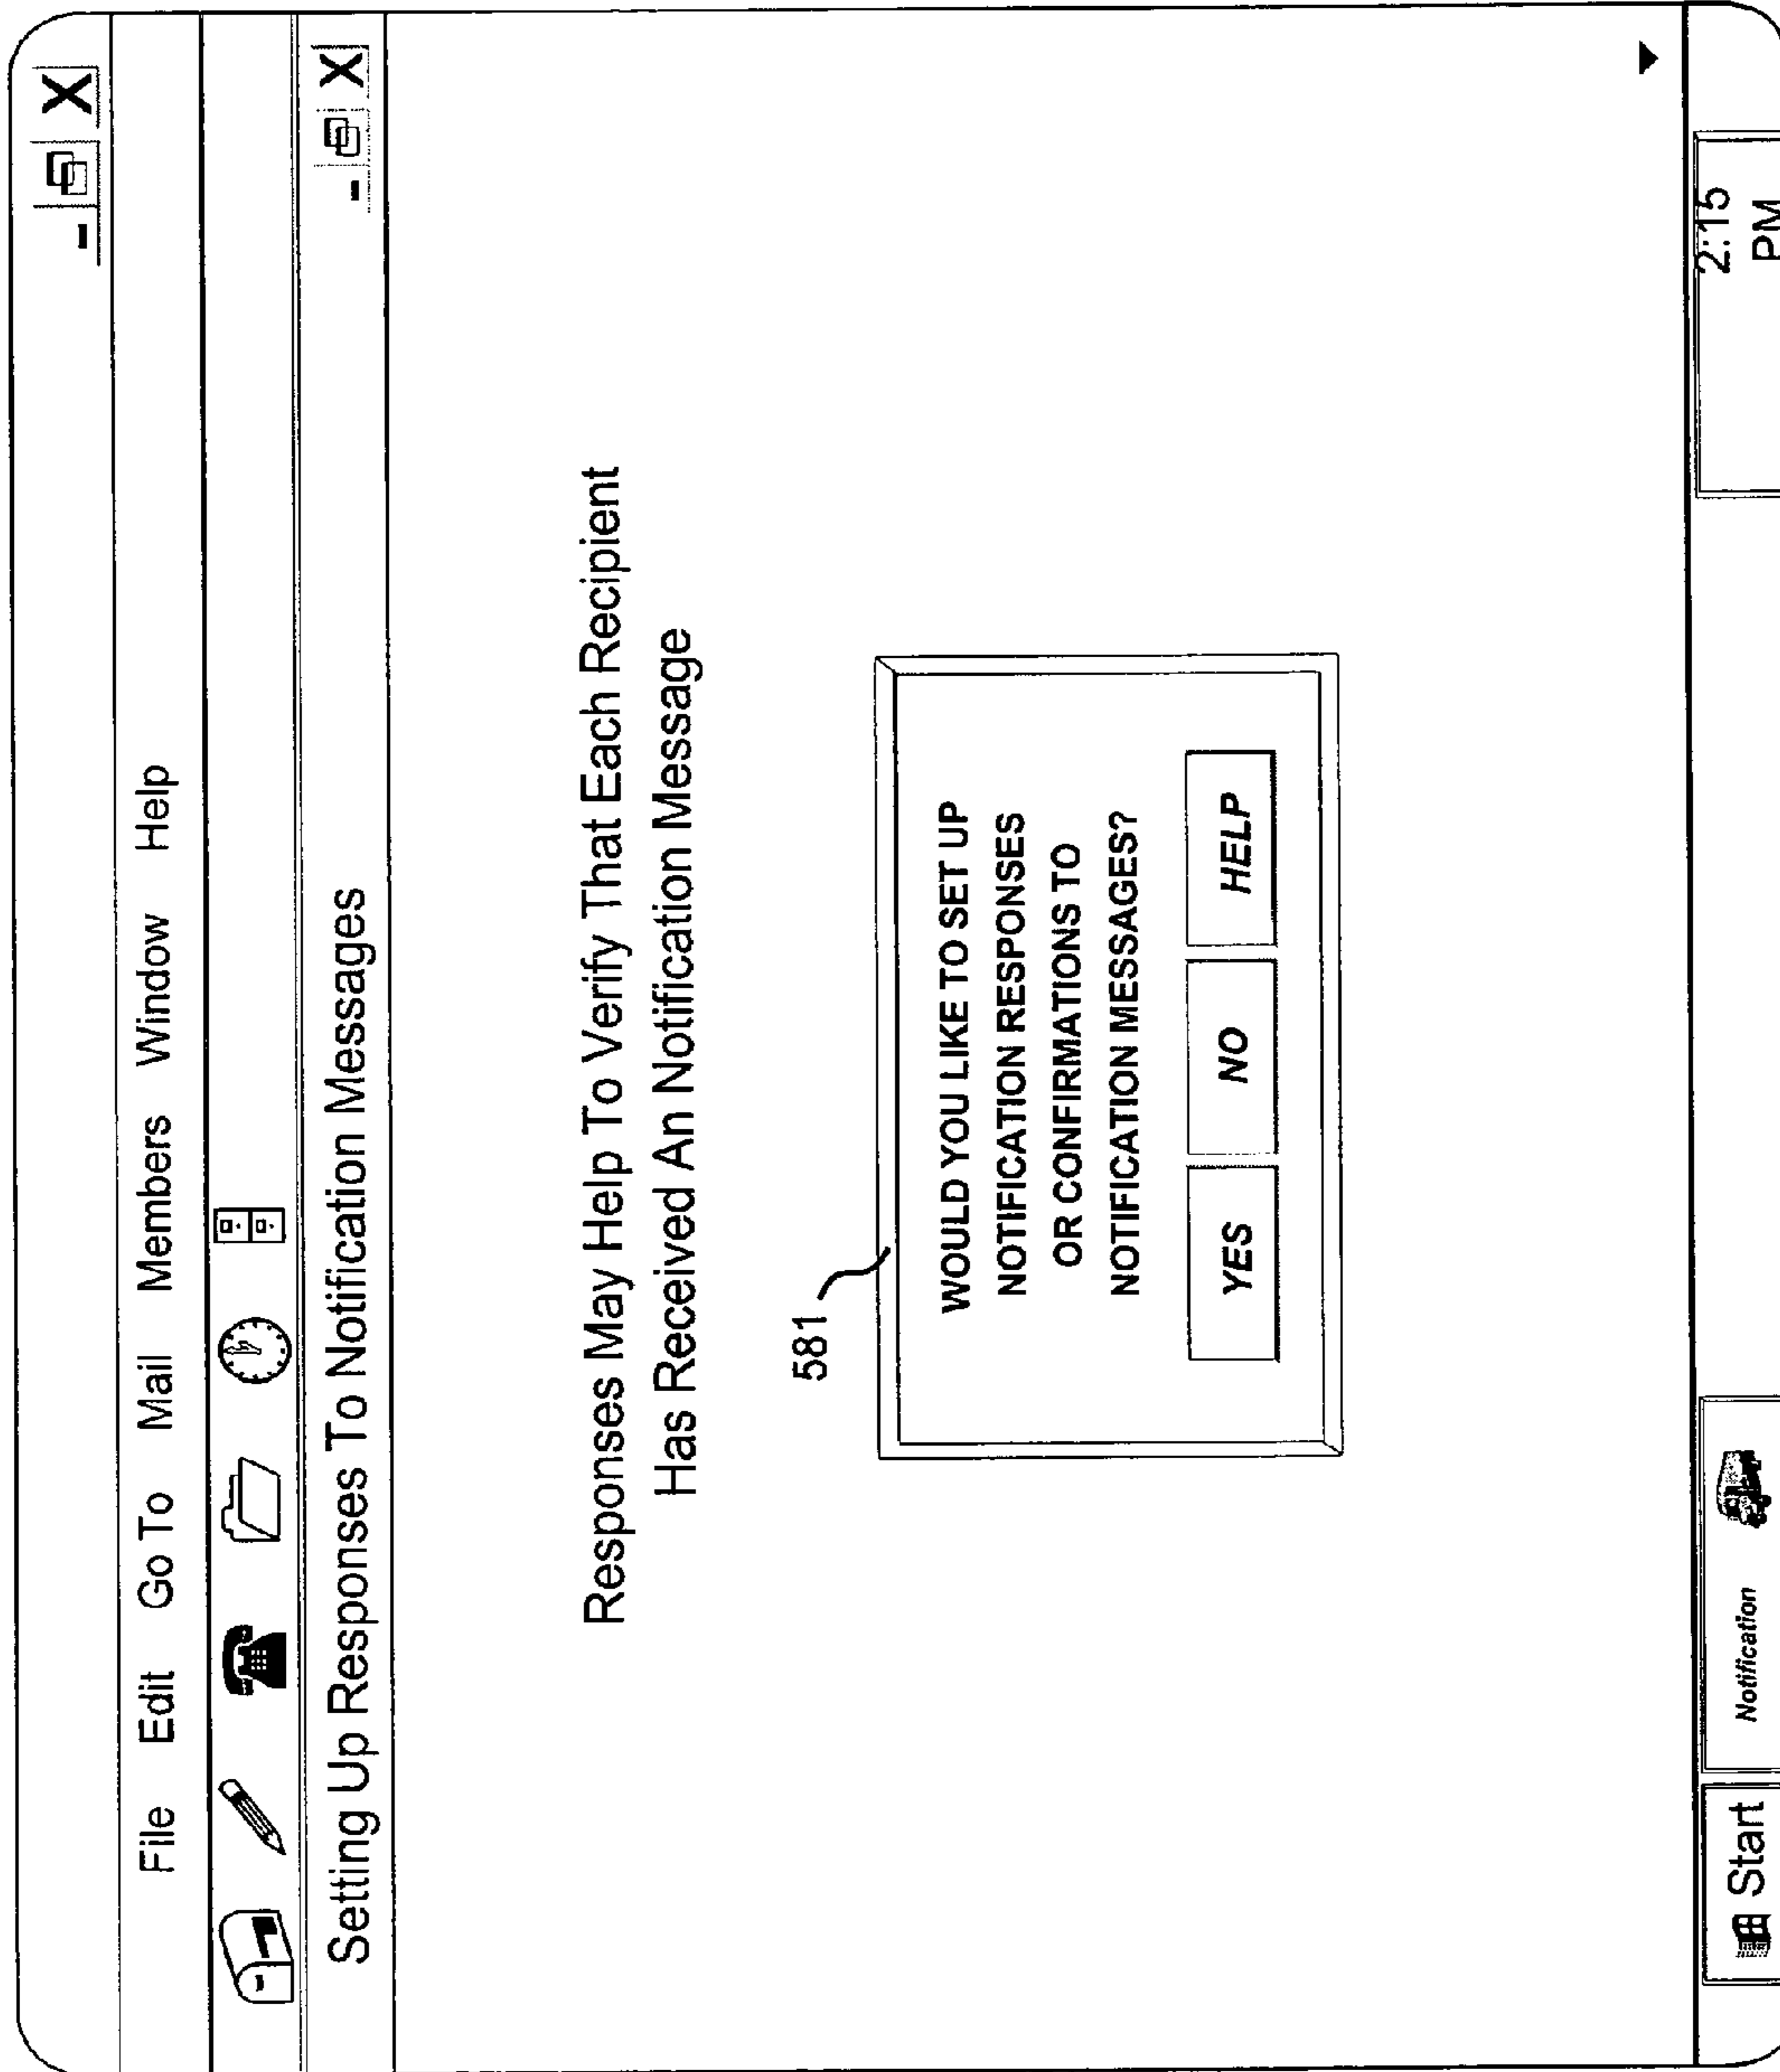 File Edit Go To Mail Members Window Help
Setting Up Responses To Notification Messages
Responses May Help To Verify That Each Recipient
Has Received An Notification Message
581
WOULD YOU LIKE TO SET UP
NOTIFICATION RESPONSES
OR CONFIRMATIONS TO
NOTIFICATION MESSAGES?
YES NO HELP
Start Notification 2:15
PM